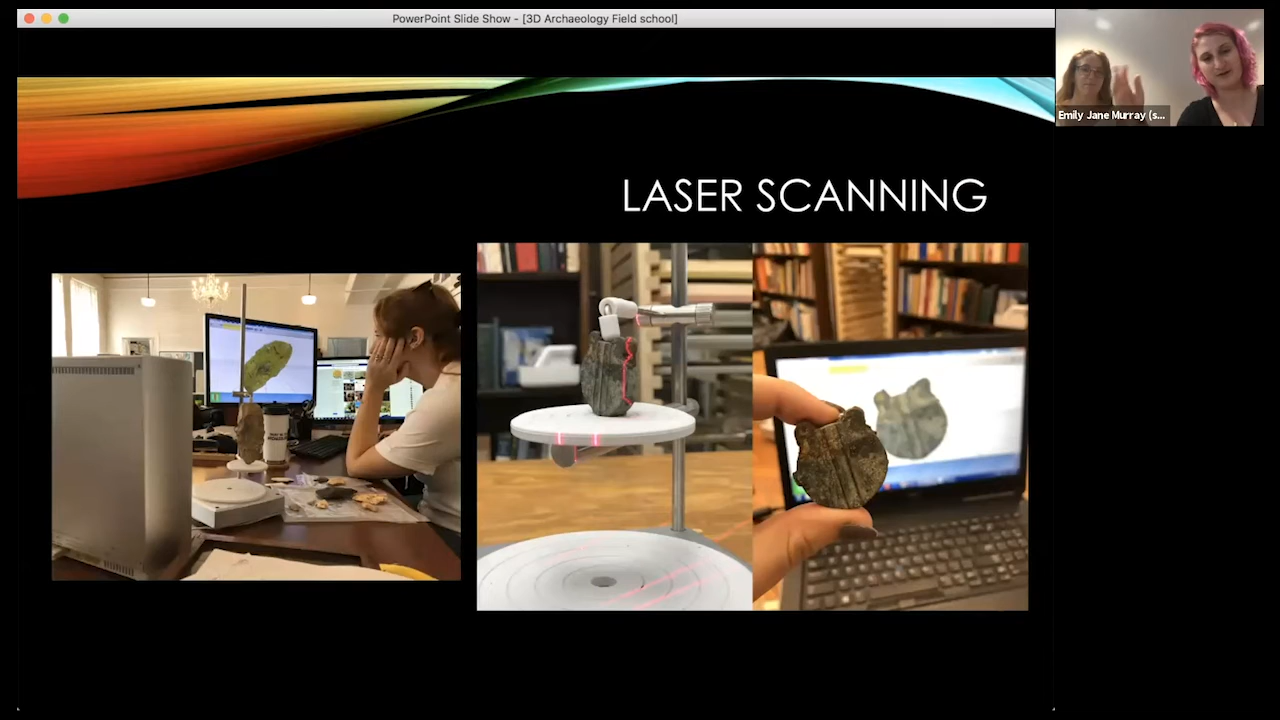 PowerPoint Slide Show - [3D Archaeology Field school]
Emily Jane Murray (s...
LASER SCANNING